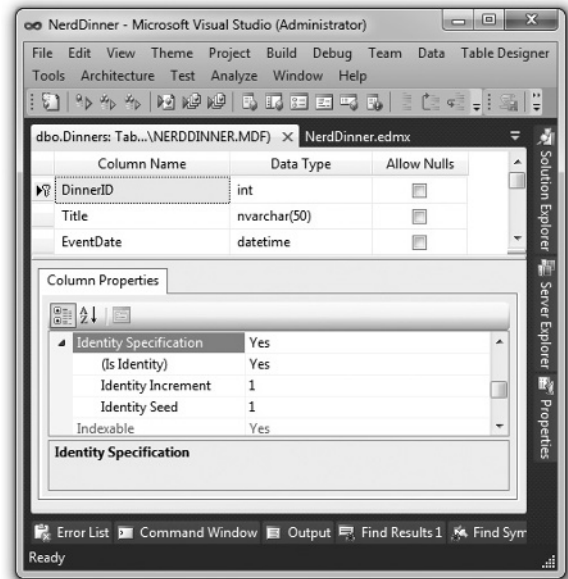 NerdDinner - Microsoft Visual Studio (Administrator)
File Edit View Theme Project Build Debug Team Data Table Designer
Tools Architecture Test Analyze Window Help
dbo.Dinners: Tab...\NERDDINNER.MDF) NerdDinner.edmx
Column Name Data Type Allow Nulls
DinnerID int
Title nvarchar(50)
EventDate datetime
Column Properties
Identity Specification Yes
(Is Identity) Yes
Identity Increment 1
Identity Seed 1
Indexable Yes
Identity Specification
Solution Explorer
Server Explorer
Properties
Error List Command Window Output Find Results 1 Find Sym
Ready